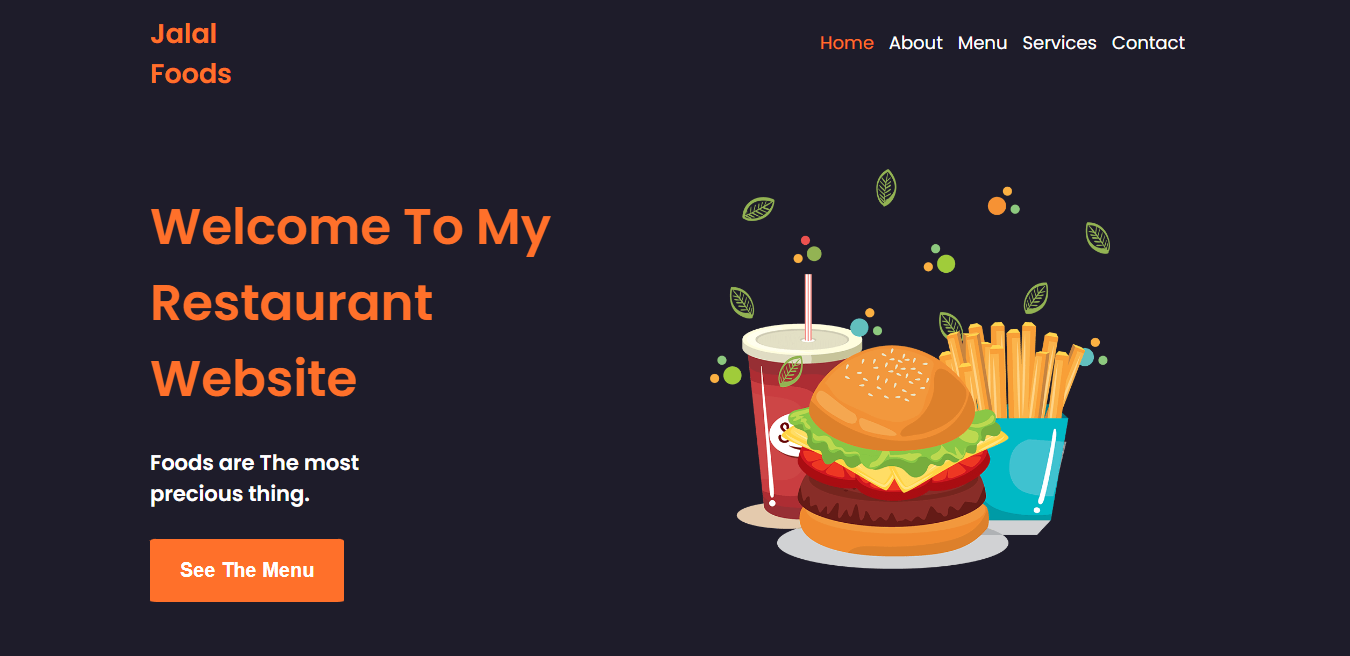 Jalal
Foods
Home About Menu Services Contact
Welcome To My
Restaurant
Website
Foods are The most
precious thing.
See The Menu